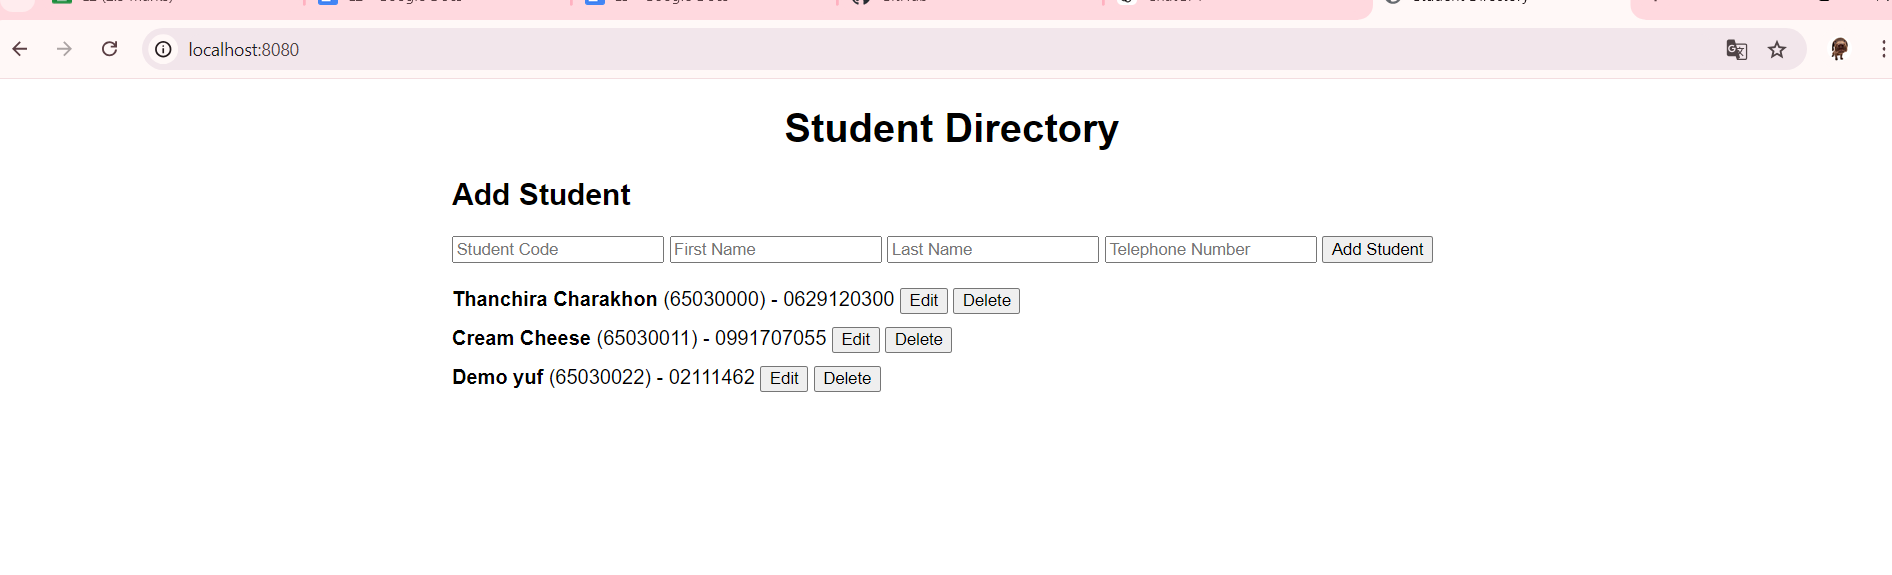 localhost:8080
Student Directory
Add Student
Student Code First Name Last Name Telephone Number Add Student
Thanchira Charakhon (65030000) - 0629120300 Edit Delete
Cream Cheese (65030011) - 0991707055 Edit Delete
Demo yuf (65030022) - 02111462 Edit Delete